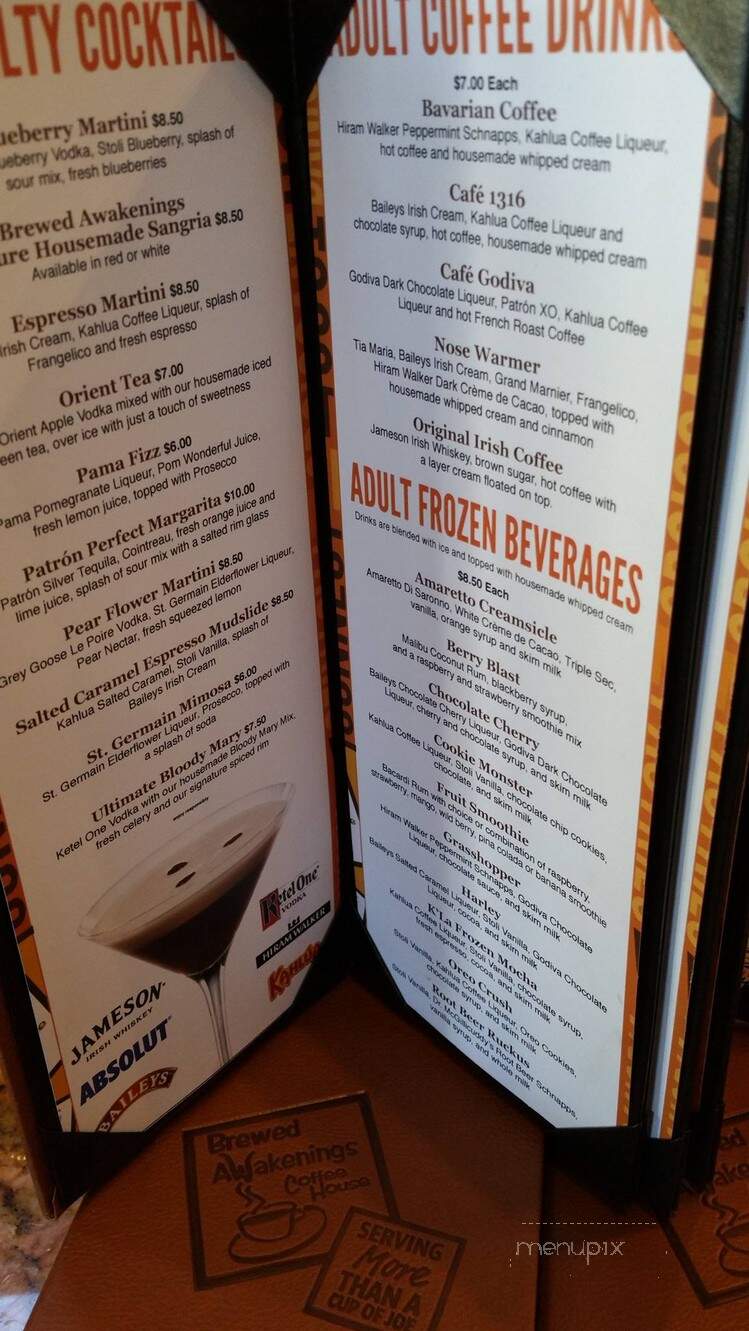 LTY COCKTAIL
ueberry Martini $8.50
ueberry Vodka, Stoli Blueberry, splash of
sour mix, fresh blueberries
Brewed Awakenings
ure Housemade Sangria $8.50
Available in red or white
Espresso Martini $8.50
Irish Cream, Kahlua Coffee Liqueur, splash of
Frangelico and fresh espresso
Orient Tea $7.00
Orient Apple Vodka mixed with our housemade iced
een tea, over ice with just a touch of sweetness
Pama Fizz $6.00
Pama Pomegranate Liqueur, Pom Wonderful Juice,
fresh lemon juice, topped with Prosecco
Patrón Perfect Margarita $10.00
Patrón Silver Tequila, Cointreau, fresh orange juice and
lime juice, splash of sour mix with a salted rim glass
Pear Flower Martini $8.50
Grey Goose Le Poire Vodka, St. Germain Elderflower Liqueur,
Pear Nectar, fresh squeezed lemon
Salted Caramel Espresso Mudslide $8.50
Kahlua Salted Caramel, Stoli Vanilla, splash of
Baileys Irish Cream
St. Germain Mimosa $6.00
St. Germain Elderflower Liqueur, Prosecco, topped with
a splash of soda
Ultimate Bloody Mary $7.50
Ketel One Vodka with our housemade Bloody Mary Mix,
fresh celery and our signature spiced rim
enjoy responsibly
Ketel One
VODKA
HIRAM WALKER
Kahlúa
JAMESON
IRISH WHISKEY
ABSOLUT
BAILEYS
ADULT COFFEE DRINKS
$7.00 Each
Bavarian Coffee
Hiram Walker Peppermint Schnapps, Kahlua Coffee Liqueur,
hot coffee and housemade whipped cream
Café 1316
Baileys Irish Cream, Kahlua Coffee Liqueur and
chocolate syrup, hot coffee, housemade whipped cream
Café Godiva
Godiva Dark Chocolate Liqueur, Patrón XO, Kahlua Coffee
Liqueur and hot French Roast Coffee
Nose Warmer
Tia Maria, Baileys Irish Cream, Grand Marnier, Frangelico,
Hiram Walker Dark Crème de Cacao, topped with
housemade whipped cream and cinnamon
Original Irish Coffee
Jameson Irish Whiskey, brown sugar, hot coffee with
a layer cream floated on top.
ADULT FROZEN BEVERAGES
Drinks are blended with ice and topped with housemade whipped cream
$8.50 Each
Amaretto Creamsicle
Amaretto Di Saronno, White Crème de Cacao, Triple Sec,
vanilla, orange syrup and skim milk
Berry Blast
Malibu Coconut Rum, blackberry syrup,
and a raspberry and strawberry smoothie mix
Chocolate Cherry
Baileys Chocolate Cherry Liqueur, Godiva Dark Chocolate
Liqueur, cherry and chocolate syrup, and skim milk
Cookie Monster
Kahlua Coffee Liqueur, Stoli Vanilla, chocolate chip cookies,
chocolate, and skim milk
Fruit Smoothie
Bacardi Rum with choice or combination of raspberry,
strawberry, mango, wild berry, pina colada or banana smoothie
Grasshopper
Hiram Walker Peppermint Schnapps, Godiva Chocolate
Liqueur, chocolate sauce, and skim milk
Harley
Baileys Salted Caramel Liqueur, Stoli Vanilla, Godiva Chocolate
Liqueur, cocoa, and skim milk
K'La Frozen Mocha
Kahlua Coffee Liqueur, Stoli Vanilla, chocolate syrup,
fresh espresso, cocoa, and skim milk
Oreo Crush
Stoli Vanilla, Kahlua Coffee Liqueur, Oreo Cookies,
chocolate syrup, and skim milk
Root Beer Ruckus
Stoli Vanilla, Dr. McGillicuddy's Root Beer Schnapps,
vanilla syrup, and whole milk
Brewed
Awakenings
Coffee
House
SERVING
More
THAN A
CUP OF JOE
menupix